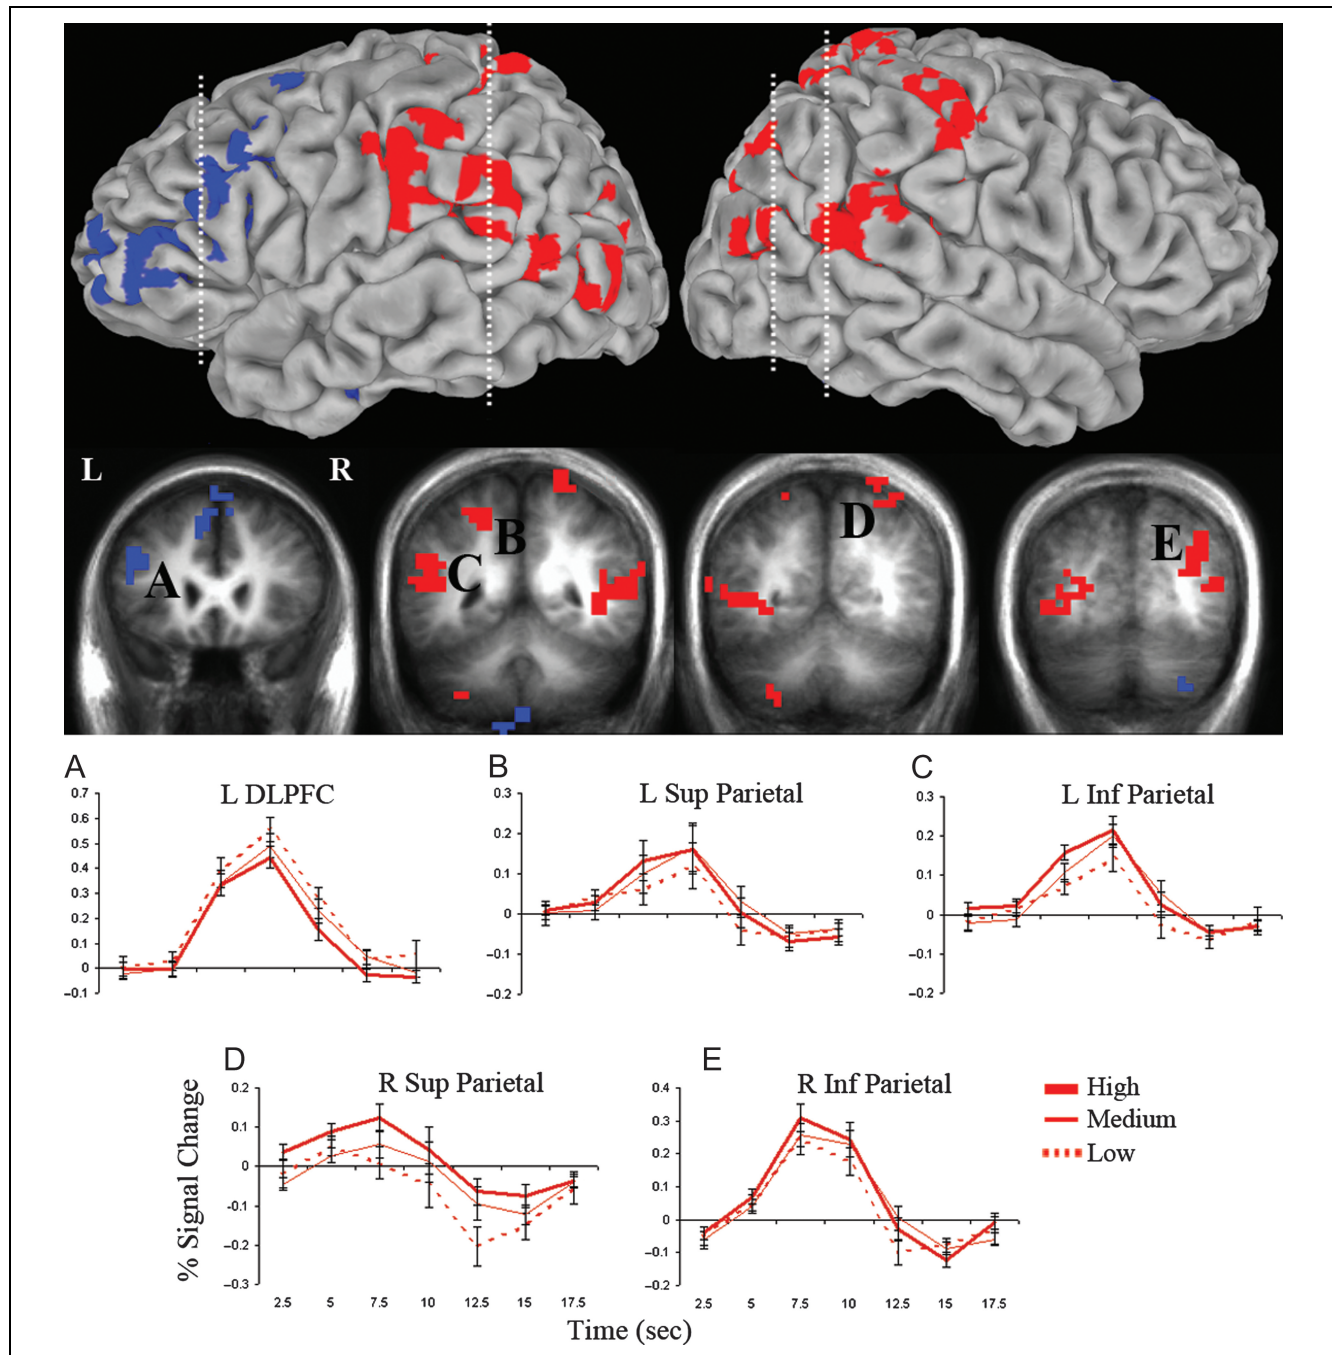 L R
A B C D E
A B C
L DLPFC L Sup Parietal L Inf Parietal
0.7
0.6
0.5
0.4
0.3
0.2
0.1
0
–0.1
0.3
0.2
0.1
0
–0.1
–0.2
0.3
0.2
0.1
0
–0.1
–0.2
D E
R Sup Parietal R Inf Parietal
% Signal Change
0.2
0.1
0
–0.1
–0.2
–0.3
0.4
0.3
0.2
0.1
0
–0.1
–0.2
High
Medium
Low
2.5 5 7.5 10 12.5 15 17.5
2.5 5 7.5 10 12.5 15 17.5
Time (sec)